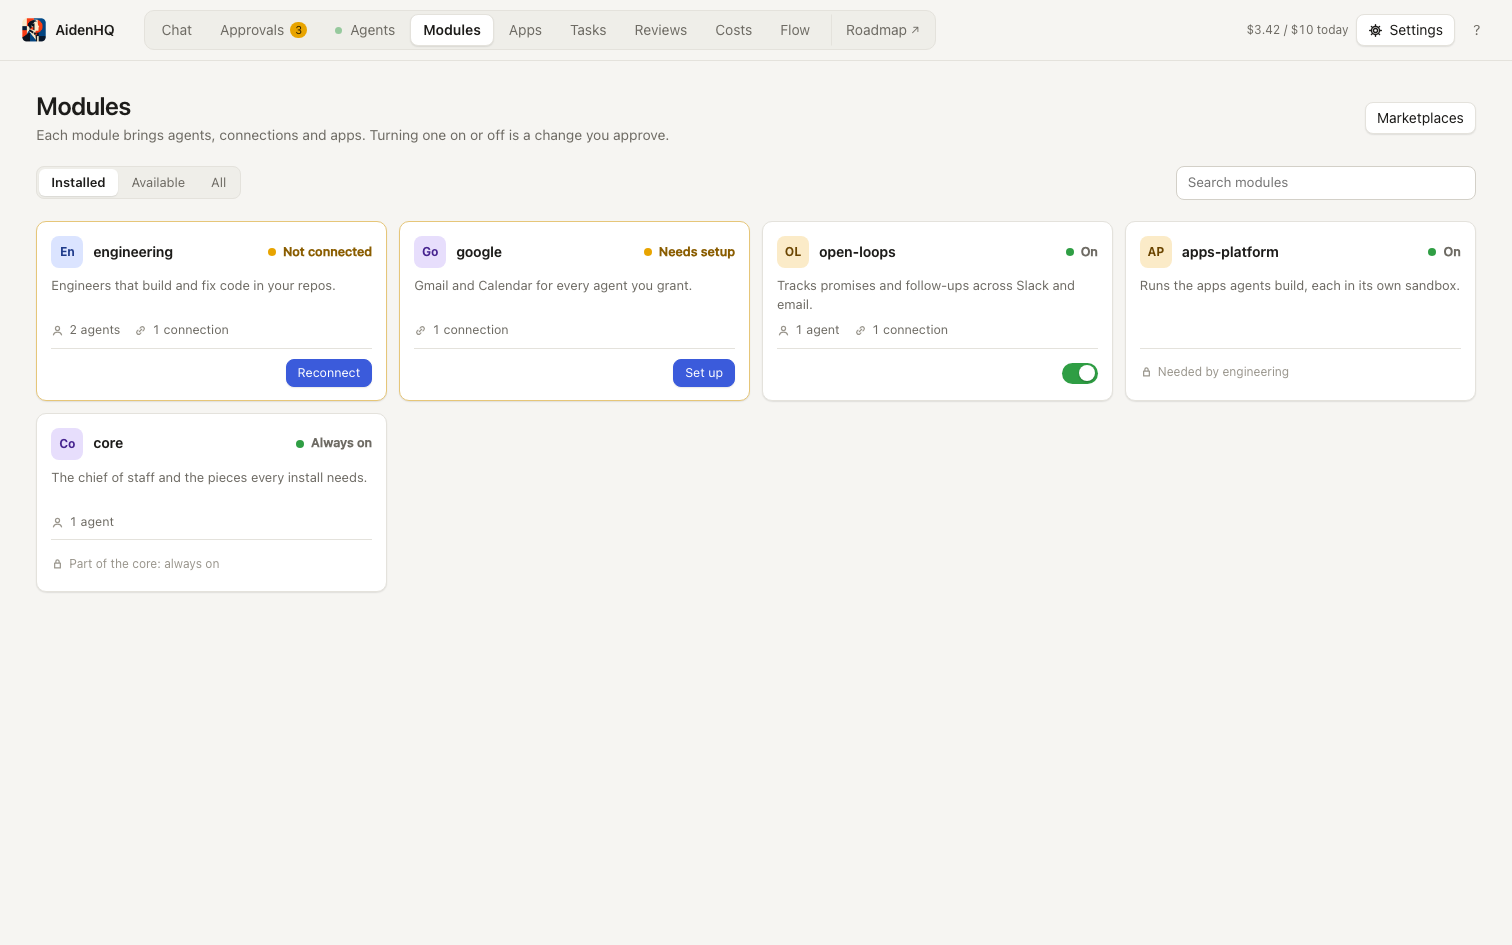 AidenHQ
Chat
Approvals 3
Agents
Modules
Apps
Tasks
Reviews
Costs
Flow
Roadmap ↗
$3.42 / $10 today
Settings
?
Modules
Each module brings agents, connections and apps. Turning one on or off is a change you approve.
Marketplaces
Installed
Available
All
Search modules
En
engineering
Not connected
Engineers that build and fix code in your repos.
2 agents
1 connection
Reconnect
Go
google
Needs setup
Gmail and Calendar for every agent you grant.
1 connection
Set up
OL
open-loops
On
Tracks promises and follow-ups across Slack and
email.
1 agent
1 connection
AP
apps-platform
On
Runs the apps agents build, each in its own sandbox.
Needed by engineering
Co
core
Always on
The chief of staff and the pieces every install needs.
1 agent
Part of the core: always on